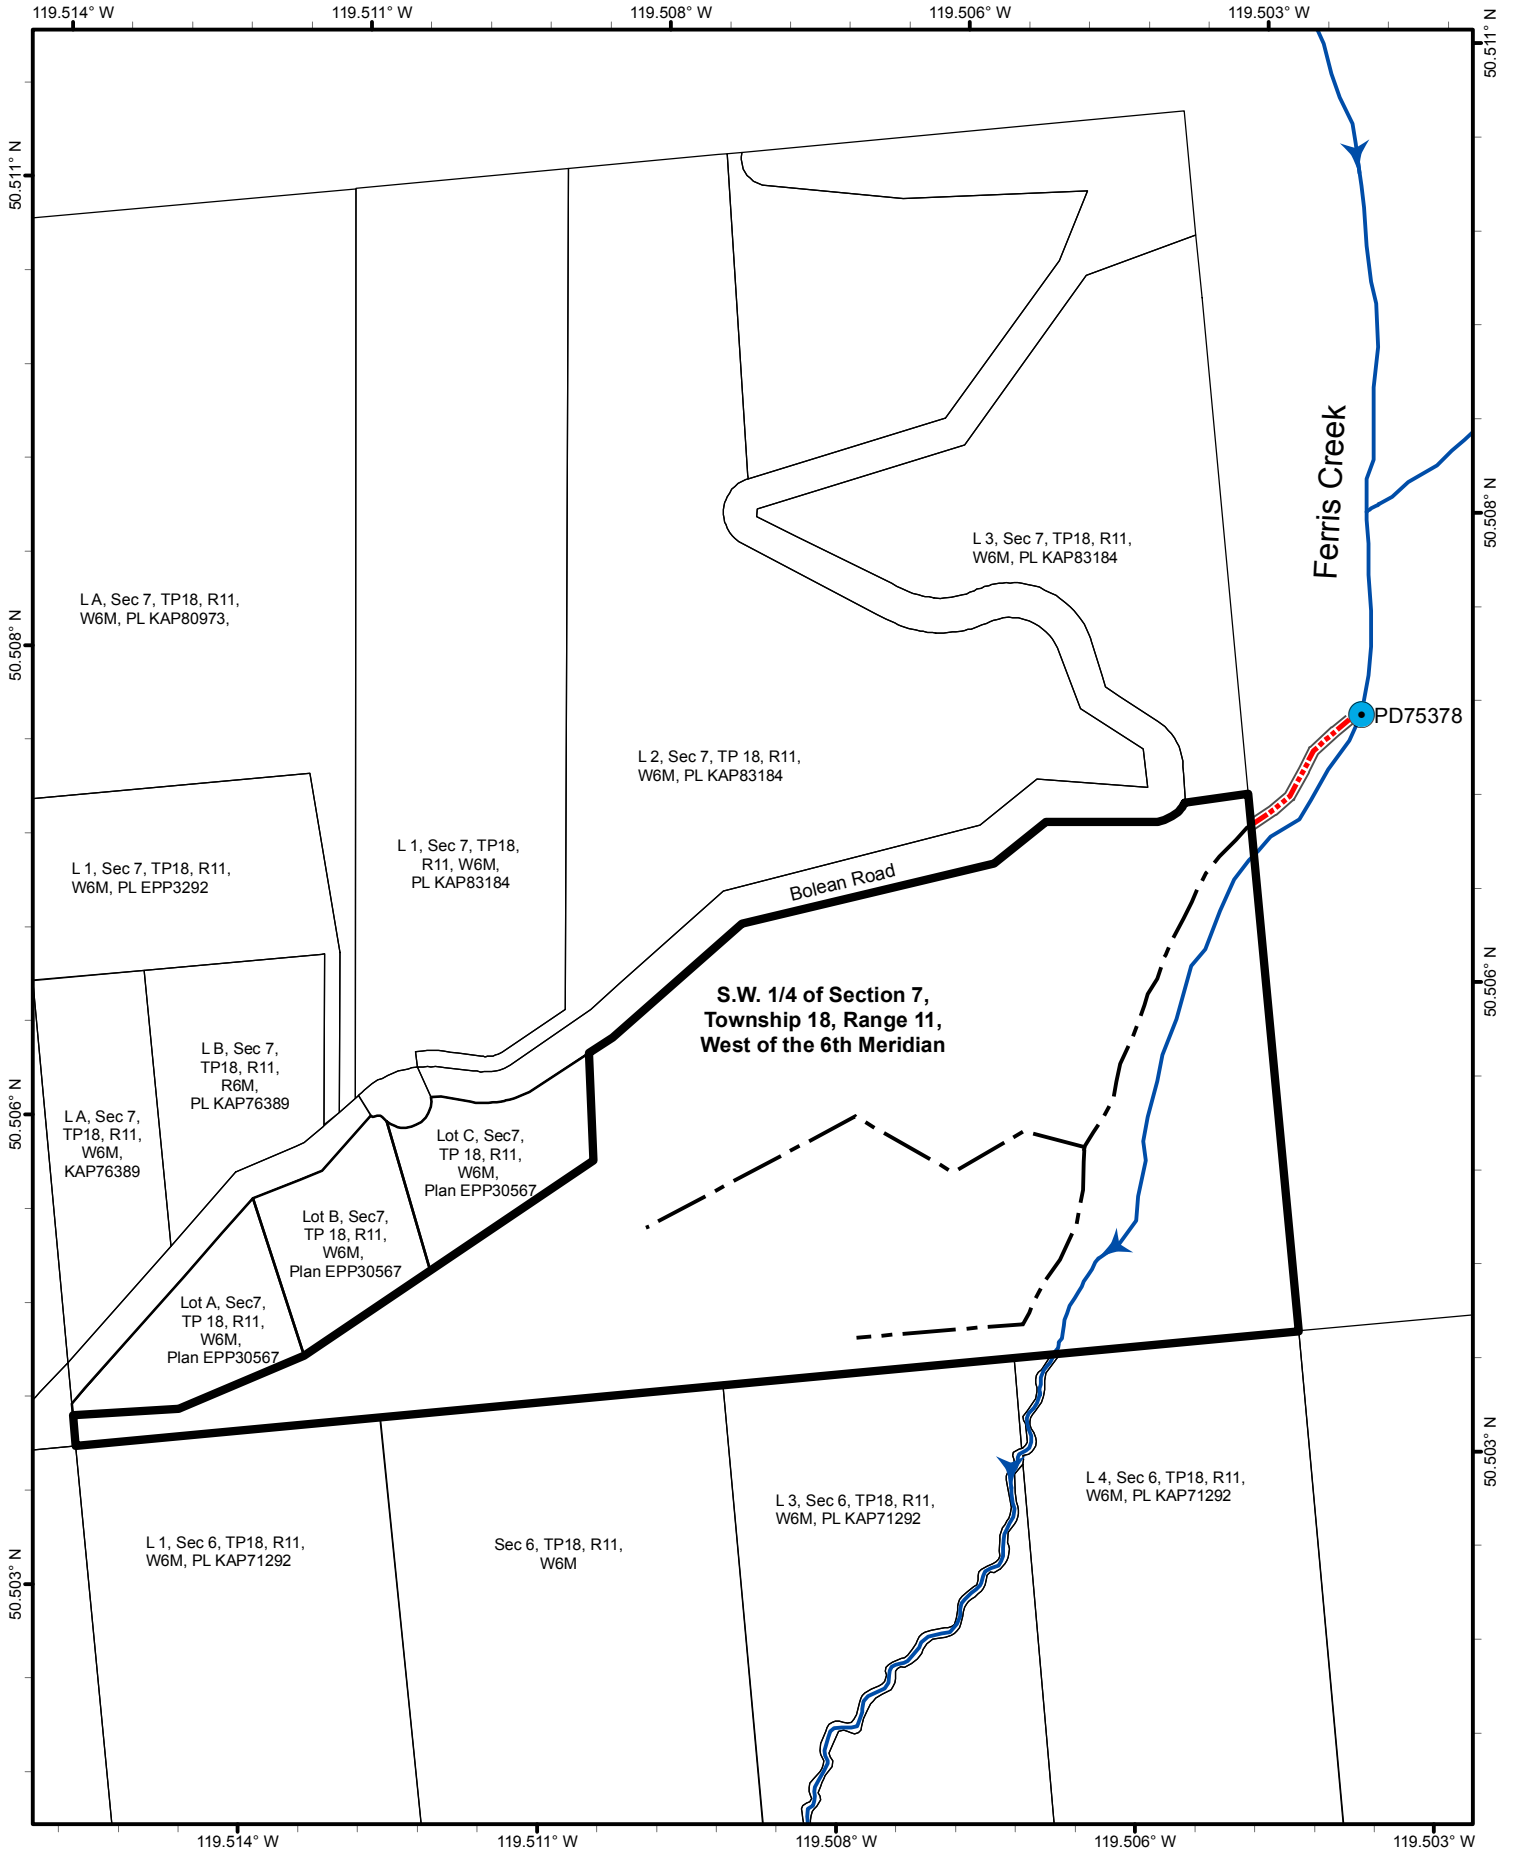 119.514° W
119.511° W
119.508° W
119.506° W
119.503° W
50.511° N
50.511° N
50.508° N
Ferris Creek
L 3, Sec 7, TP18, R11,
W6M, PL KAP83184
L A, Sec 7, TP18, R11,
W6M, PL KAP80973,
50.508° N
PD75378
L 2, Sec 7, TP 18, R11,
W6M, PL KAP83184
L 1, Sec 7, TP18,
R11, W6M,
PL KAP83184
L 1, Sec 7, TP18, R11,
W6M, PL EPP3292
Bolean Road
50.506° N
S.W. 1/4 of Section 7,
Township 18, Range 11,
West of the 6th Meridian
L B, Sec 7,
TP18, R11,
R6M,
PL KAP76389
50.506° N
L A, Sec 7,
TP18, R11,
W6M,
KAP76389
Lot C, Sec7,
TP 18, R11,
W6M,
Plan EPP30567
Lot B, Sec7,
TP 18, R11,
W6M,
Plan EPP30567
Lot A, Sec7,
TP 18, R11,
W6M,
Plan EPP30567
50.503° N
L 4, Sec 6, TP18, R11,
W6M, PL KAP71292
L 3, Sec 6, TP18, R11,
W6M, PL KAP71292
L 1, Sec 6, TP18, R11,
W6M, PL KAP71292
Sec 6, TP18, R11,
W6M
50.503° N
119.514° W
119.511° W
119.508° W
119.506° W
119.503° W